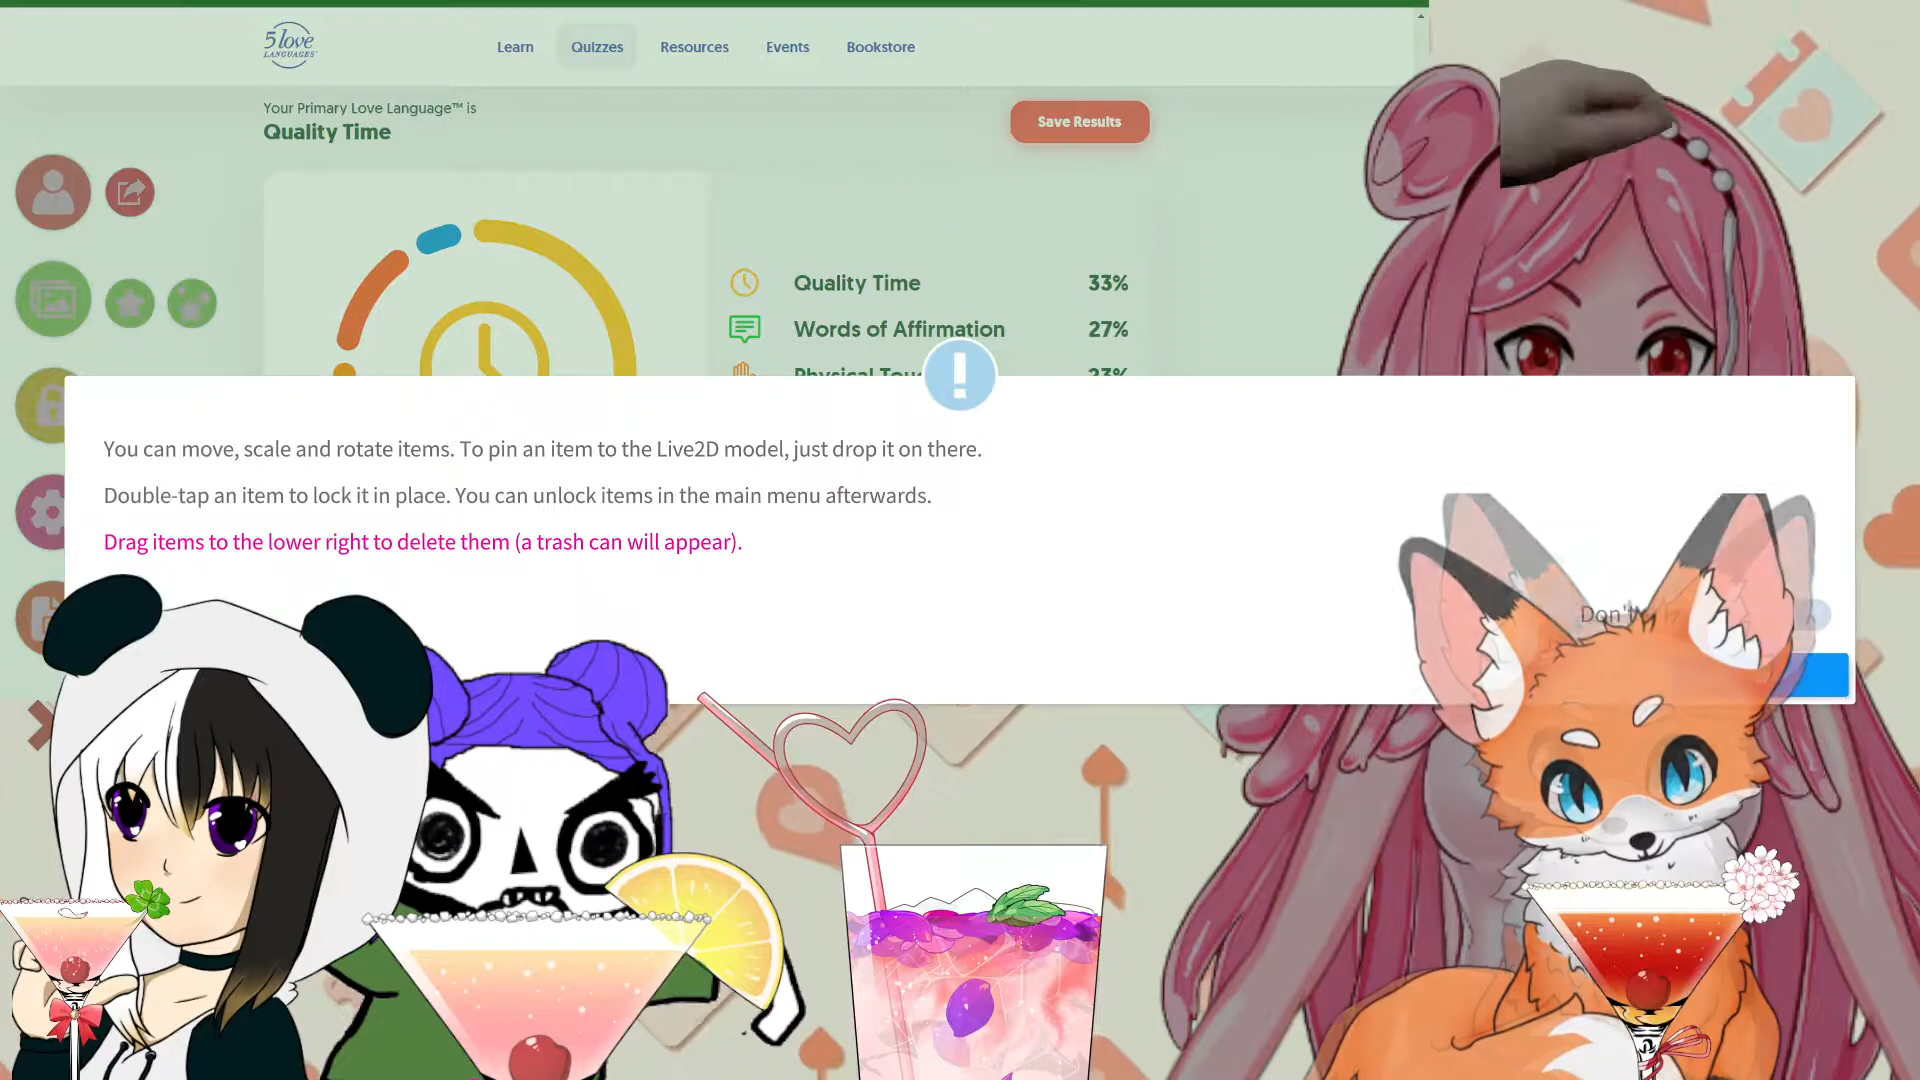 5 love
LANGUAGES
Learn
Quizzes
Resources
Events
Bookstore
Your Primary Love Language™ is
Quality Time
Save Results
Quality Time 33%
Words of Affirmation 27%
Physical 23%
You can move, scale and rotate items. To pin an item to the Live2D model, just drop it on there.
Double-tap an item to lock it in place. You can unlock items in the main menu afterwards.
Drag items to the lower right to delete them (a trash can will appear).